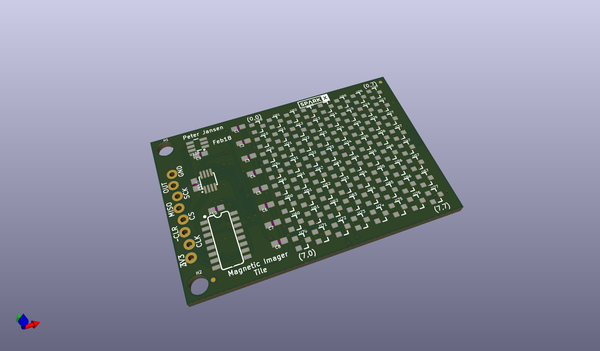 Peter Jansen
Feb18
(0,0)
SPARK X
(0,7)
GND
OUT
SCK
MISO
CS
-CLR
CLK
3V3
Magnetic Imager
Tile
(7,0)
(7,7)